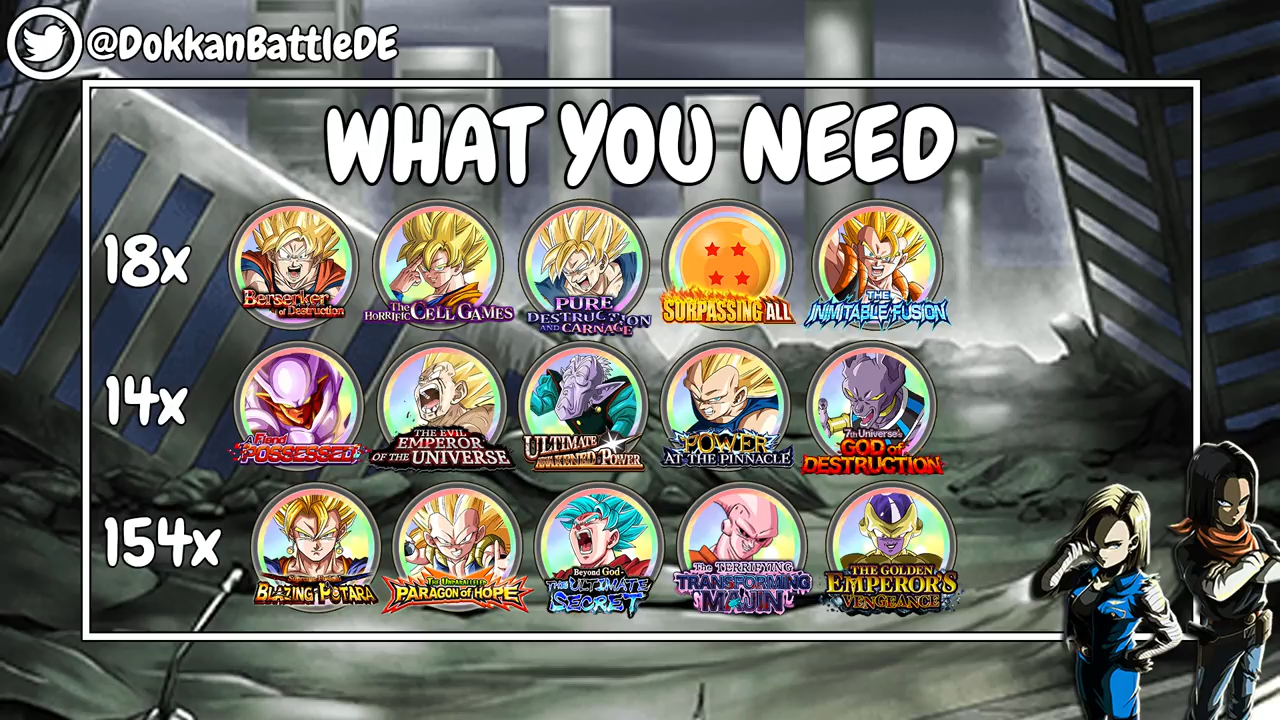 @DokkanBattleDE
WHAT YOU NEED
18x
Berserker
of Destruction
The
HORRIFIC CELL GAMES
PURE
DESTRUCTION
AND CARNAGE
SURPASSING ALL
THE
INIMITABLE FUSION
14x
A Fiend
POSSESSED
THE EVIL
EMPEROR
OF THE UNIVERSE
ULTIMATE
AWAKENED POWER
POWER
AT THE PINNACLE
7th Universe's
GOD of
DESTRUCTION
154x
BLAZING POTARA
THE UNPARALLELED
PARAGON of HOPE
Beyond God-
THE ULTIMATE
SECRET
The TERRIFYING
TRANSFORMING
MAJIN
THE GOLDEN
EMPEROR'S
VENGEANCE